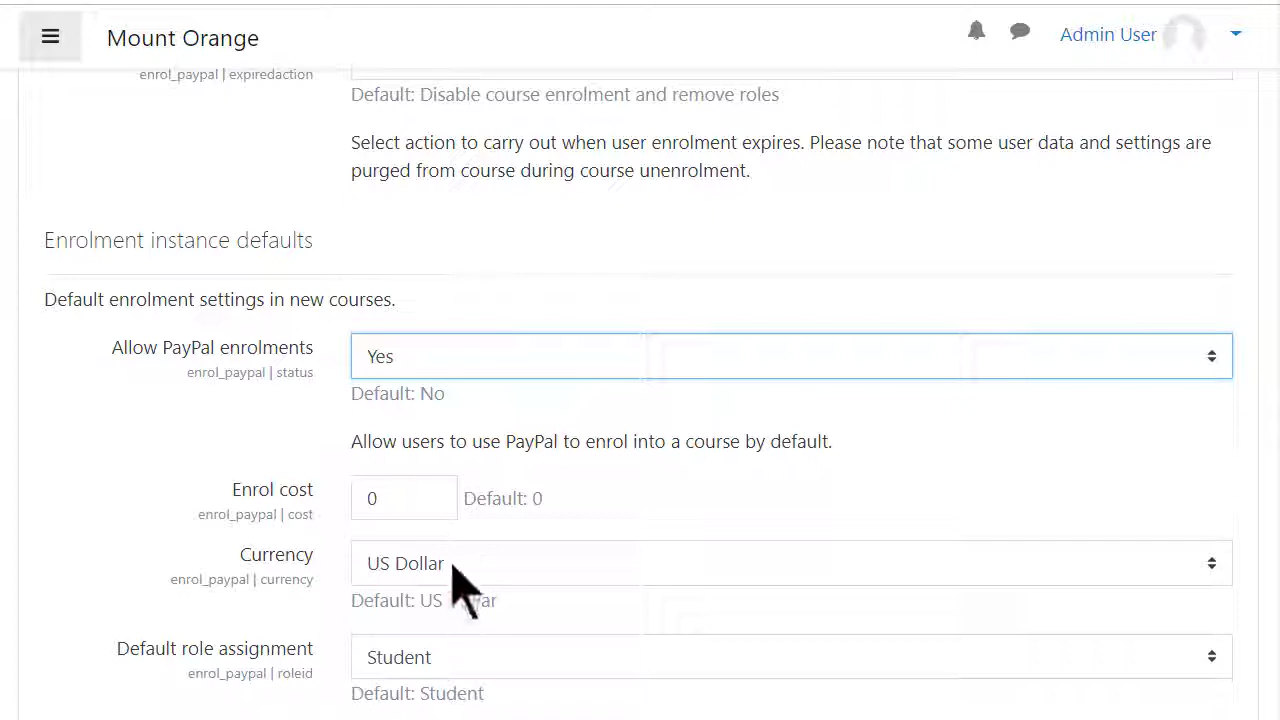 Mount Orange
Admin User
enrol_paypal | expiredaction
Default: Disable course enrolment and remove roles
Select action to carry out when user enrolment expires. Please note that some user data and settings are
purged from course during course unenrolment.
Enrolment instance defaults
Default enrolment settings in new courses.
Allow PayPal enrolments
Yes
enrol_paypal | status
Default: No
Allow users to use PayPal to enrol into a course by default.
Enrol cost
0
Default: 0
enrol_paypal | cost
Currency
US Dollar
enrol_paypal | currency
Default: US
Default role assignment
Student
enrol_paypal | roleid
Default: Student